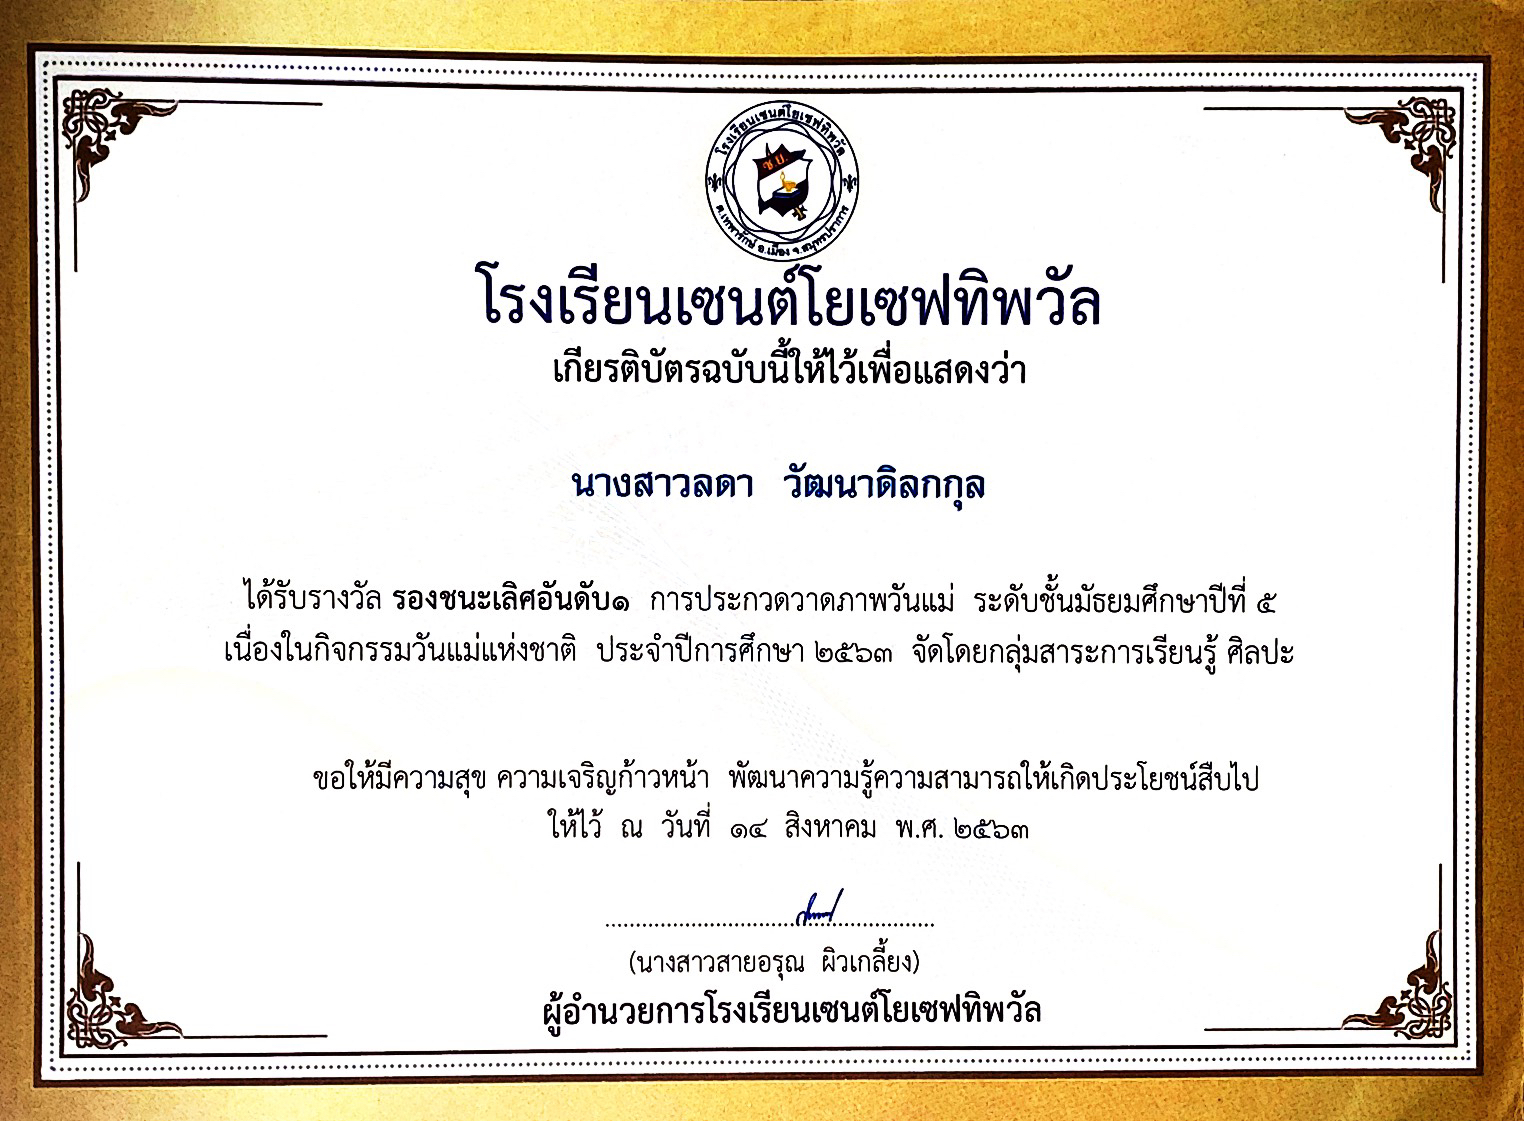 โรงเรียนเซนต์โยเซฟทิพวัล
ซ.ย.
ต.เทพารักษ์ อ.เมือง จ.สมุทรปราการ
โรงเรียนเซนต์โยเซฟทิพวัล
เกียรติบัตรฉบับนี้ให้ไว้เพื่อแสดงว่า
นางสาวลดา วัฒนาดิลกกุล
ได้รับรางวัล รองชนะเลิศอันดับ๑ การประกวดวาดภาพวันแม่ ระดับชั้นมัธยมศึกษาปีที่ ๕
เนื่องในกิจกรรมวันแม่แห่งชาติ ประจำปีการศึกษา ๒๕๖๓ จัดโดยกลุ่มสาระการเรียนรู้ ศิลปะ
ขอให้มีความสุข ความเจริญก้าวหน้า พัฒนาความรู้ความสามารถให้เกิดประโยชน์สืบไป
ให้ไว้ ณ วันที่ ๑๔ สิงหาคม พ.ศ. ๒๕๖๓
(นางสาวสายอรุณ ผิวเกลี้ยง)
ผู้อำนวยการโรงเรียนเซนต์โยเซฟทิพวัล